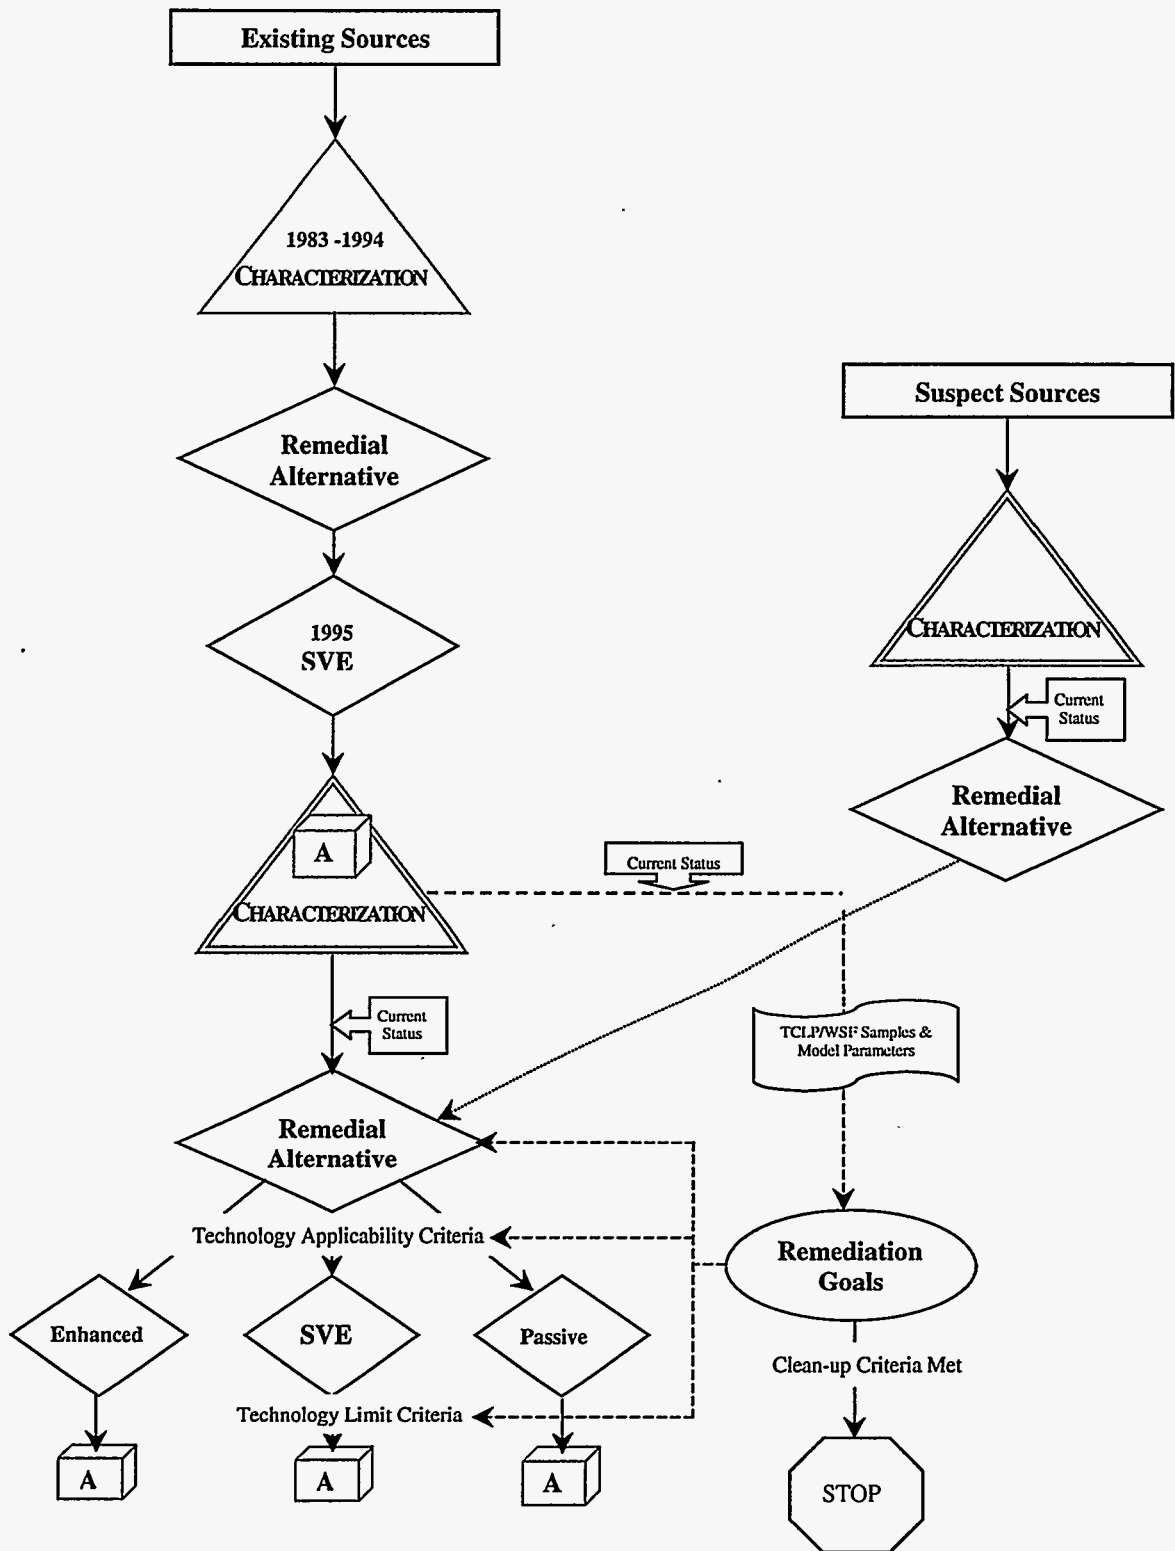 Existing Sources
1983 -1994
CHARACTERIZATION
Remedial
Alternative
1995
SVE
A
CHARACTERIZATION
Current
Status
Remedial
Alternative
Technology Applicability Criteria
Enhanced
SVE
Passive
Technology Limit Criteria
A
A
A
Suspect Sources
CHARACTERIZATION
Current
Status
Remedial
Alternative
Current Status
TCLP/WSF Samples &
Model Parameters
Remediation
Goals
Clean-up Criteria Met
STOP